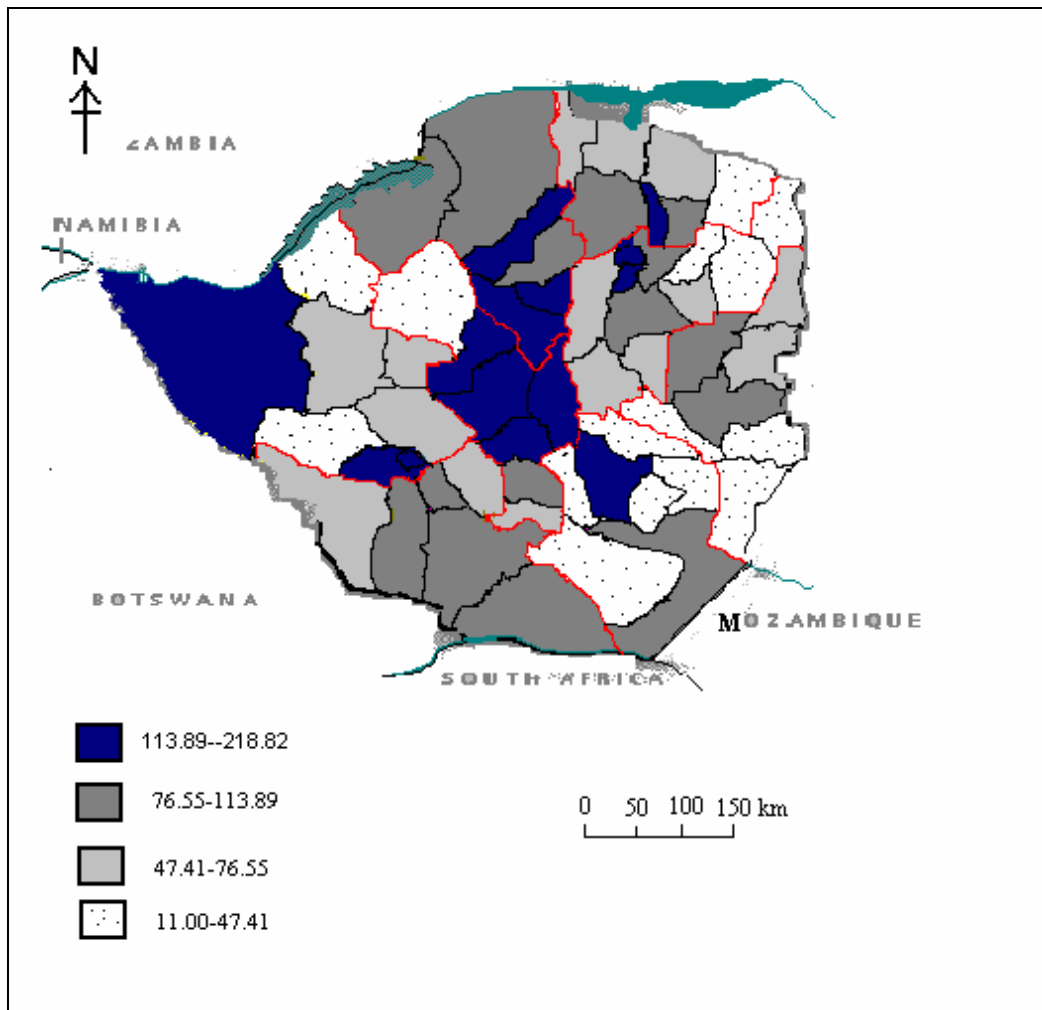 N
ZAMBIA
NAMIBIA
BOTSWANA
MOZAMBIQUE
SOUTH AFRICA
113.89--218.82
76.55-113.89
0 50 100 150 km
47.41-76.55
11.00-47.41